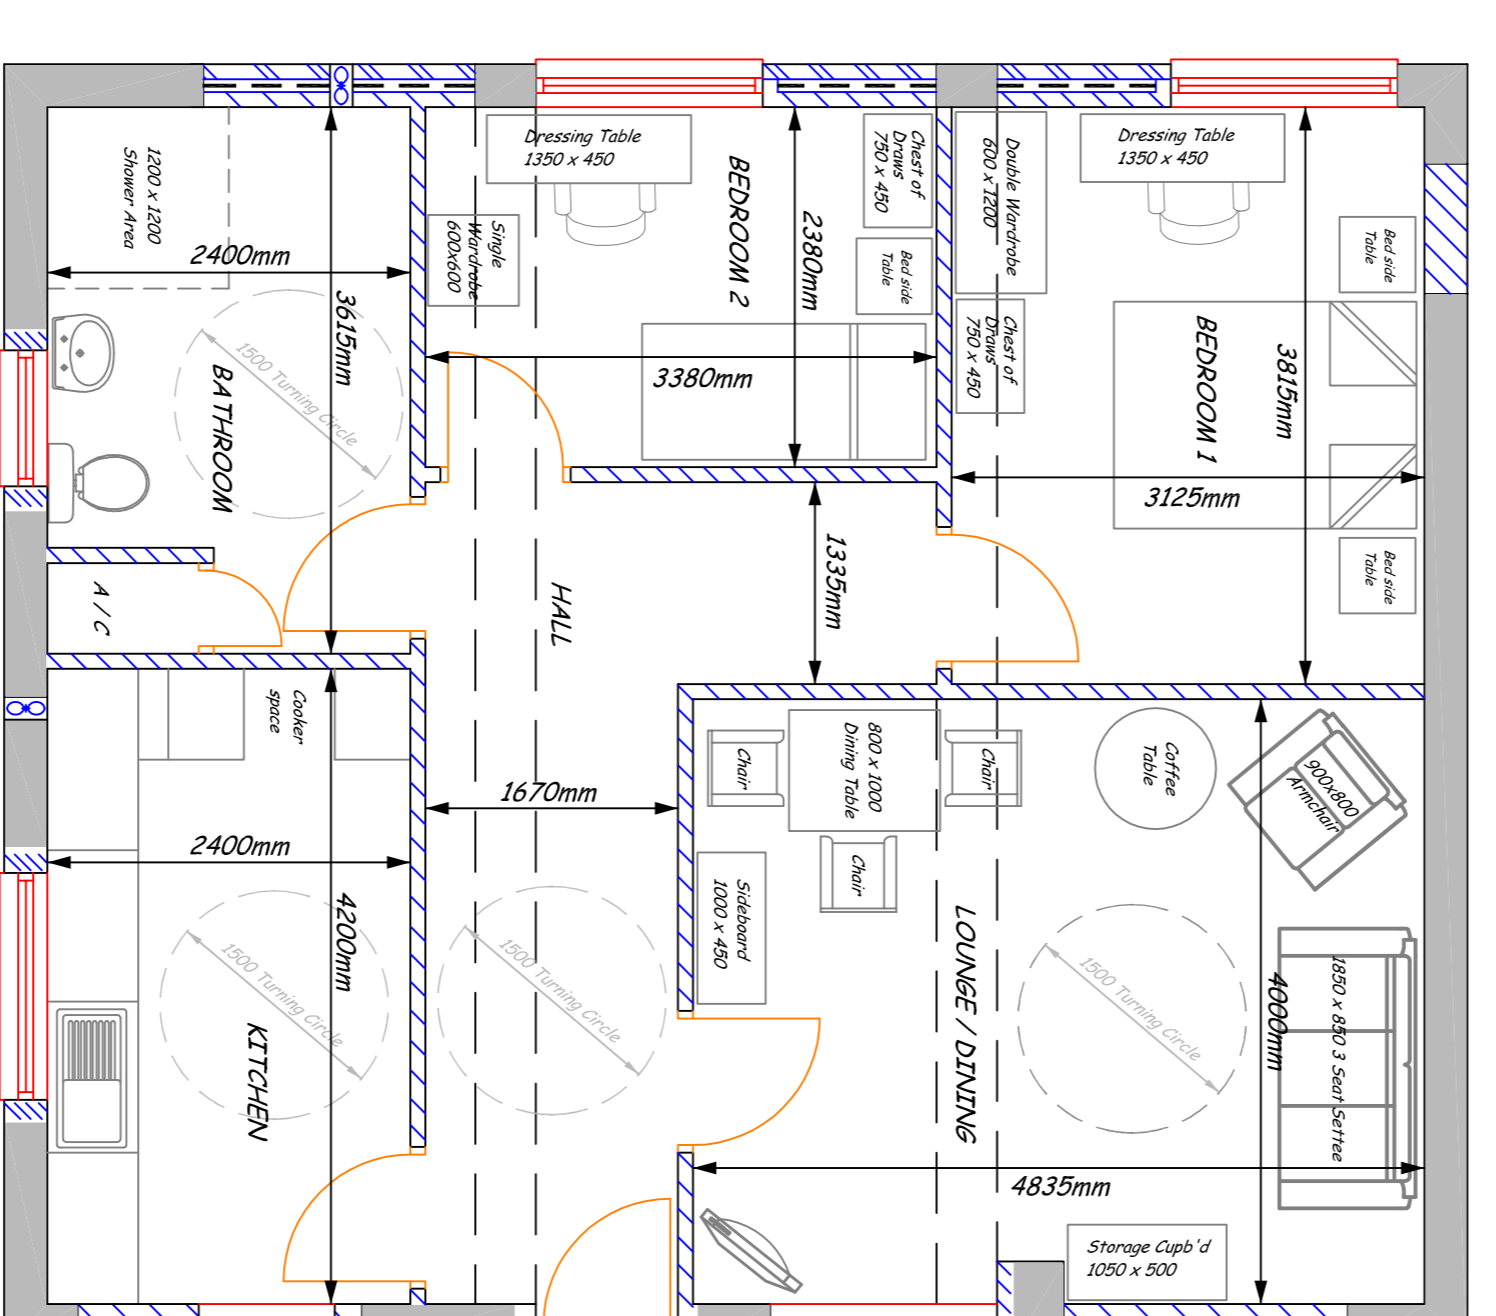 1200 x 1200
Shower Area
2400mm
3615mm
1500 Turning Circle
BATHROOM
A / C
Dressing Table
1350 x 450
BEDROOM 2
2380mm
Chest of
Draws
750 x 450
Single
Wardrobe
600x600
Bed side
Table
3380mm
Double Wardrobe
600 x 1200
Dressing Table
1350 x 450
Bed side
Table
Chest of
Draws
750 x 450
BEDROOM 1
3815mm
3125mm
Bed side
Table
HALL
1335mm
Cooker
space
2400mm
4200mm
1500 Turning Circle
KITCHEN
1670mm
1500 Turning Circle
Chair
800 x 1000
Dining Table
Chair
Chair
Coffee
Table
900x800
Armchair
Sideboard
1000 x 450
LOUNGE / DINING
1500 Turning Circle
4000mm
1850 x 850 3 Seat Settee
4835mm
Storage Cupb'd
1050 x 500